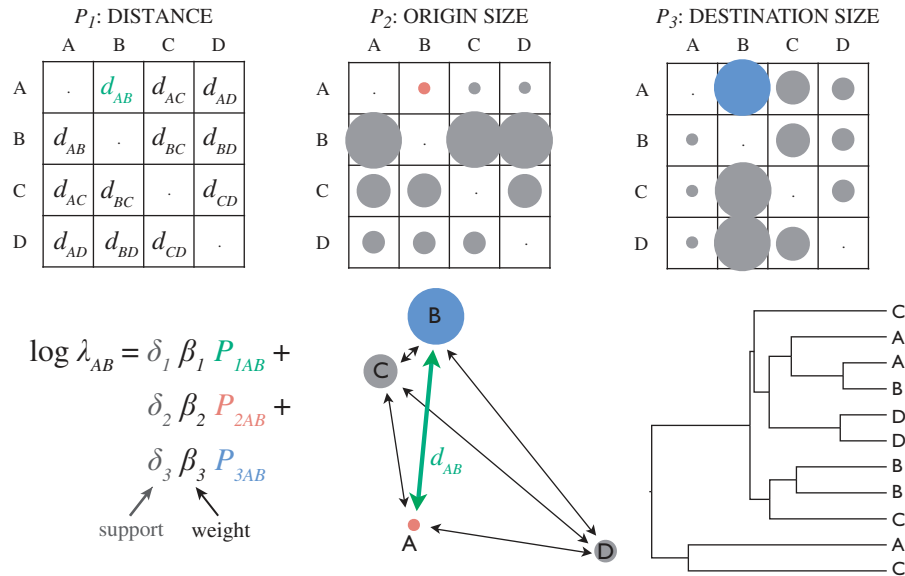 P1: DISTANCE
A B C D
A . dAB dAC dAD
B dAB . dBC dBD
C dAC dBC . dCD
D dAD dBD dCD .
P2: ORIGIN SIZE
A B C D
A .
B .
C .
D .
P3: DESTINATION SIZE
A B C D
A .
B .
C .
D .
log λAB = δ1 β1 P1AB +
δ2 β2 P2AB +
δ3 β3 P3AB
support weight
B
C
dAB
A
D
C
A
A
B
D
D
B
B
C
A
C